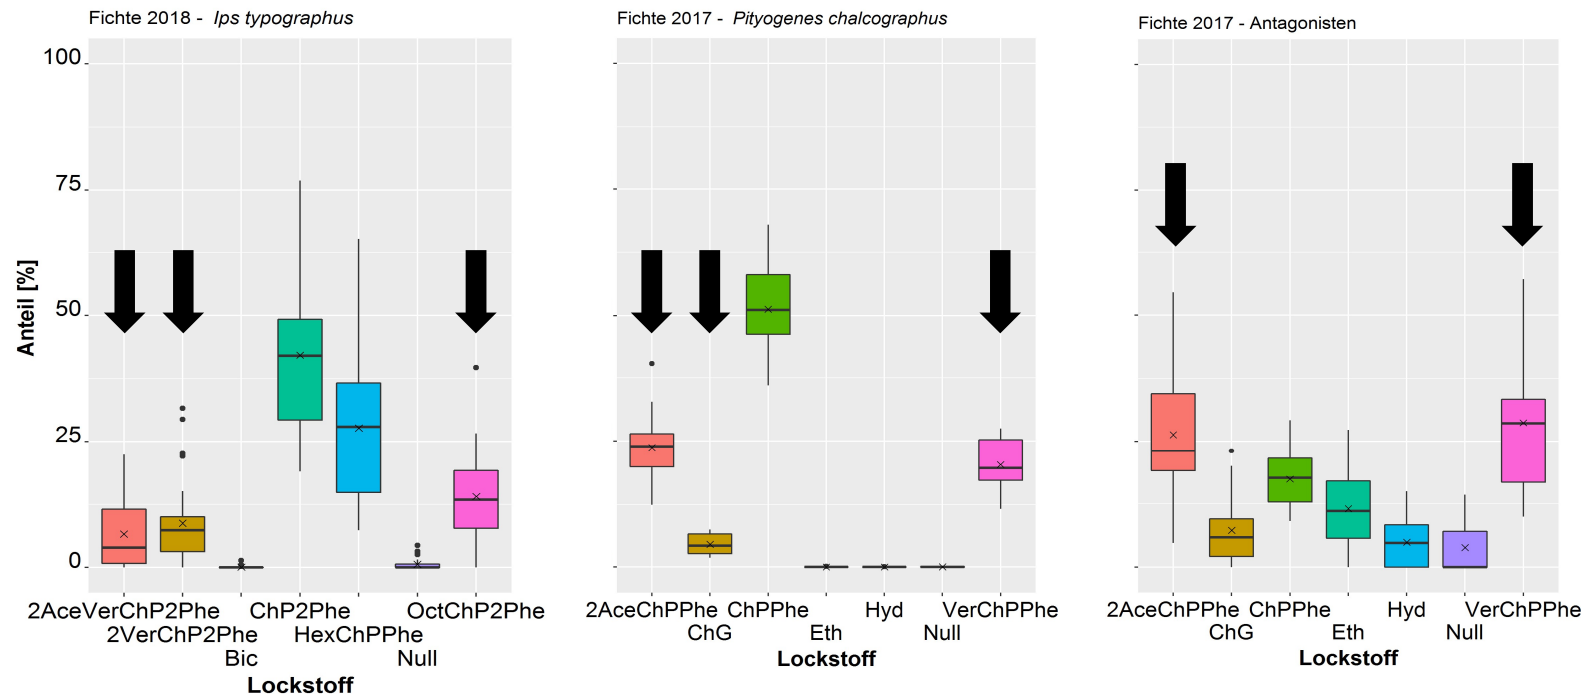 Fichte 2018 - Ips typographus
Anteil [%]
100
75
50
25
0
2AceVerChP2Phe ChP2Phe OctChP2Phe
2VerChP2Phe HexChPPhe
Bic Null
Lockstoff
Fichte 2017 - Pityogenes chalcographus
2AceChPPhe ChPPhe Hyd VerChPPhe
ChG Eth Null
Lockstoff
Fichte 2017 - Antagonisten
2AceChPPhe ChPPhe Hyd VerChPPhe
ChG Eth Null
Lockstoff